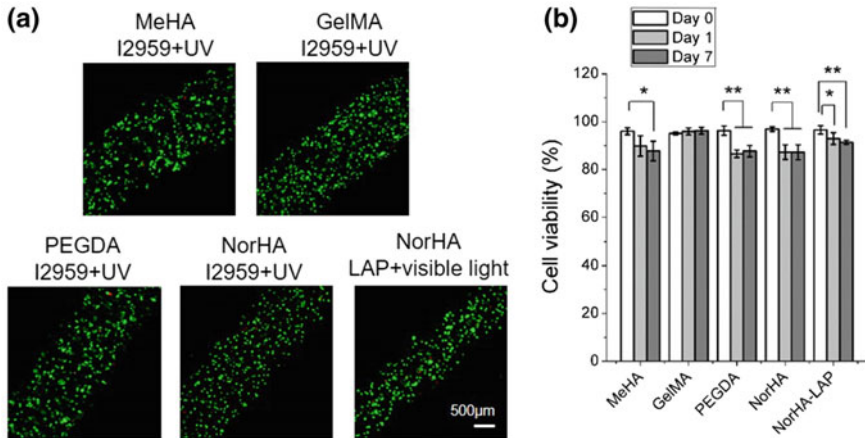 (a)
MeHA
I2959+UV
GelMA
I2959+UV
PEGDA
I2959+UV
NorHA
I2959+UV
NorHA
LAP+visible light
500μm
(b)
Day 0
Day 1
Day 7
Cell viability (%)
120
100
80
60
40
20
0
*
**
**
**
*
MeHA
GelMA
PEGDA
NorHA
NorHA-LAP